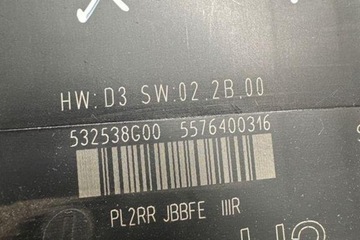 HW: D3 SW:02.2B.00
532538G00 5576400316
PL2RR JBBFE IIIR